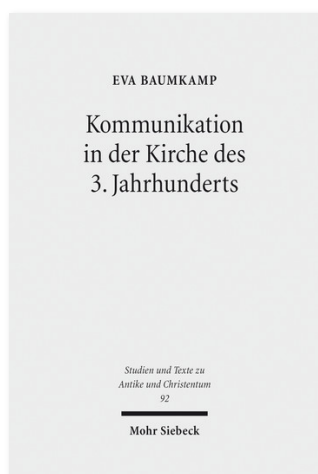 EVA BAUMKAMP
Kommunikation
in der Kirche des
3. Jahrhunderts
Studien und Texte zu
Antike und Christentum
92
Mohr Siebeck